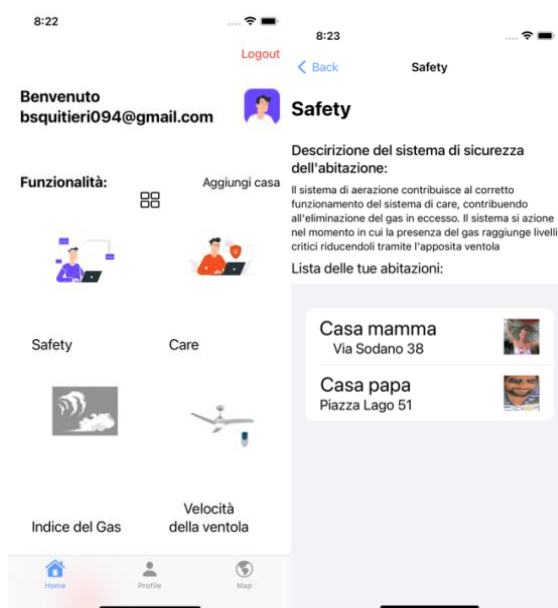 8:22
Logout
Benvenuto
bsquitieri094@gmail.com
Funzionalità:
Aggiungi casa
Safety
Care
Indice del Gas
Velocità
della ventola
Home
Profile
Map
8:23
Back
Safety
Safety
Descirizione del sistema di sicurezza
dell'abitazione:
Il sistema di aerazione contribuisce al corretto
funzionamento del sistema di care, contribuendo
all'eliminazione del gas in eccesso. Il sistema si azione
nel momento in cui la presenza del gas raggiunge livelli
critici riducendoli tramite l'apposita ventola
Lista delle tue abitazioni:
Casa mamma
Via Sodano 38
Casa papa
Piazza Lago 51